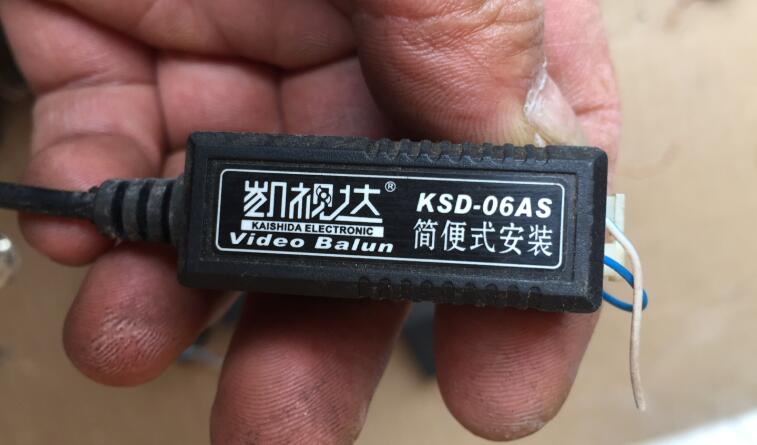 凯视达®
KAISHIDA ELECTRONIC
Video Balun
KSD-06AS
简便式安装